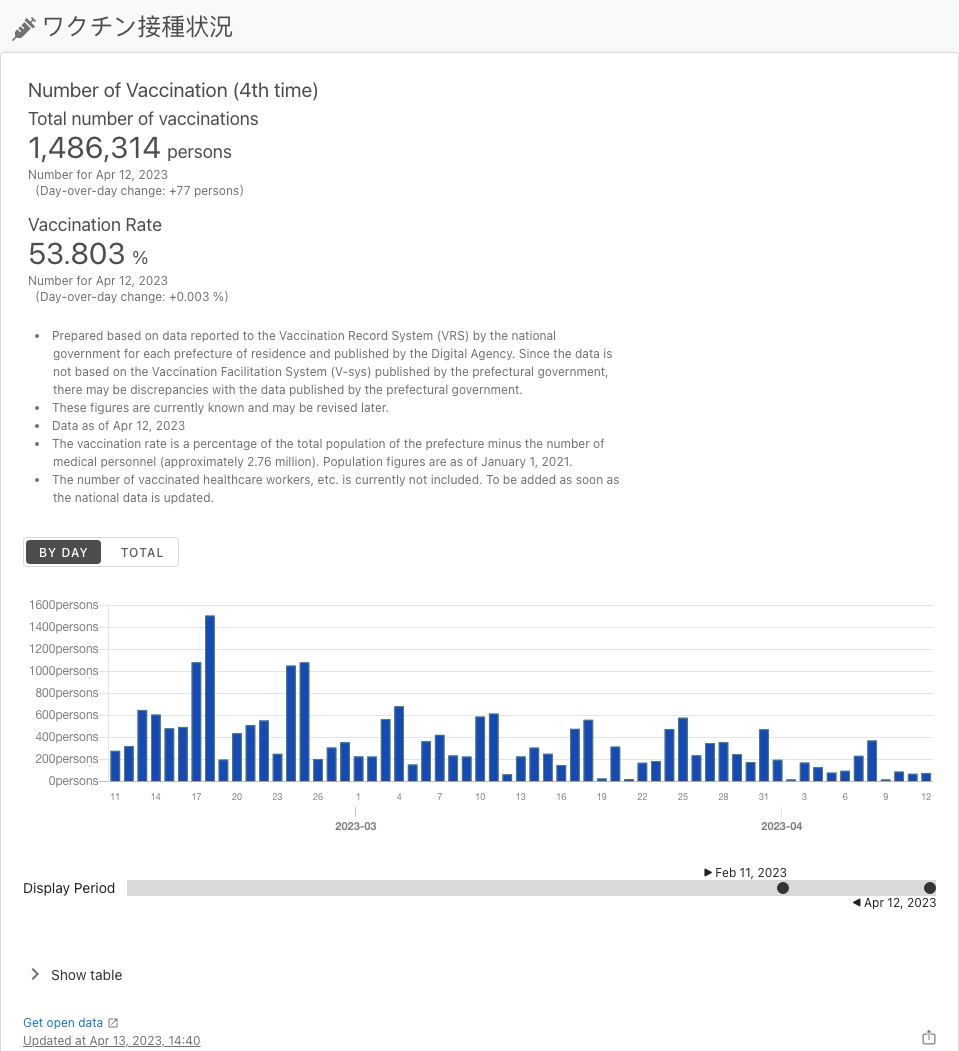 ワクチン接種状況
Number of Vaccination (4th time)
Total number of vaccinations
1,486,314 persons
Number for Apr 12, 2023
(Day-over-day change: +77 persons)
Vaccination Rate
53.803 %
Number for Apr 12, 2023
(Day-over-day change: +0.003 %)
• Prepared based on data reported to the Vaccination Record System (VRS) by the national
government for each prefecture of residence and published by the Digital Agency. Since the data is
not based on the Vaccination Facilitation System (V-sys) published by the prefectural government,
there may be discrepancies with the data published by the prefectural government.
• These figures are currently known and may be revised later.
• Data as of Apr 12, 2023
• The vaccination rate is a percentage of the total population of the prefecture minus the number of
medical personnel (approximately 2.76 million). Population figures are as of January 1, 2021.
• The number of vaccinated healthcare workers, etc. is currently not included. To be added as soon as
the national data is updated.
BY DAY TOTAL
1600persons
1400persons
1200persons
1000persons
800persons
600persons
400persons
200persons
0persons
11 14 17 20 23 26 1 4 7 10 13 16 19 22 25 28 31 3 6 9 12
2023-03 2023-04
Feb 11, 2023
Display Period
Apr 12, 2023
Show table
Get open data
Updated at Apr 13, 2023, 14:40